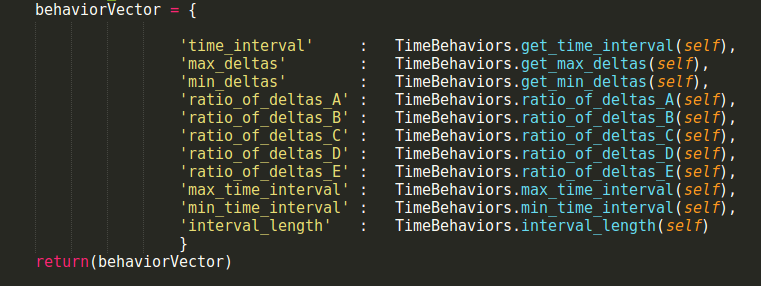 behaviorVector = {
'time_interval' : TimeBehaviors.get_time_interval(self),
'max_deltas' : TimeBehaviors.get_max_deltas(self),
'min_deltas' : TimeBehaviors.get_min_deltas(self),
'ratio_of_deltas_A' : TimeBehaviors.ratio_of_deltas_A(self),
'ratio_of_deltas_B' : TimeBehaviors.ratio_of_deltas_B(self),
'ratio_of_deltas_C' : TimeBehaviors.ratio_of_deltas_C(self),
'ratio_of_deltas_D' : TimeBehaviors.ratio_of_deltas_D(self),
'ratio_of_deltas_E' : TimeBehaviors.ratio_of_deltas_E(self),
'max_time_interval' : TimeBehaviors.max_time_interval(self),
'min_time_interval' : TimeBehaviors.min_time_interval(self),
'interval_length' : TimeBehaviors.interval_length(self)
}
return(behaviorVector)